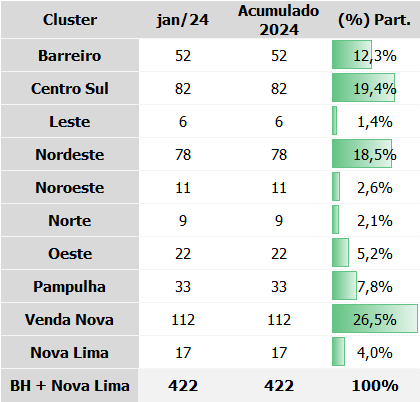 Cluster jan/24 Acumulado 2024 (%) Part.
Barreiro 52 52 12,3%
Centro Sul 82 82 19,4%
Leste 6 6 1,4%
Nordeste 78 78 18,5%
Noroeste 11 11 2,6%
Norte 9 9 2,1%
Oeste 22 22 5,2%
Pampulha 33 33 7,8%
Venda Nova 112 112 26,5%
Nova Lima 17 17 4,0%
BH + Nova Lima 422 422 100%